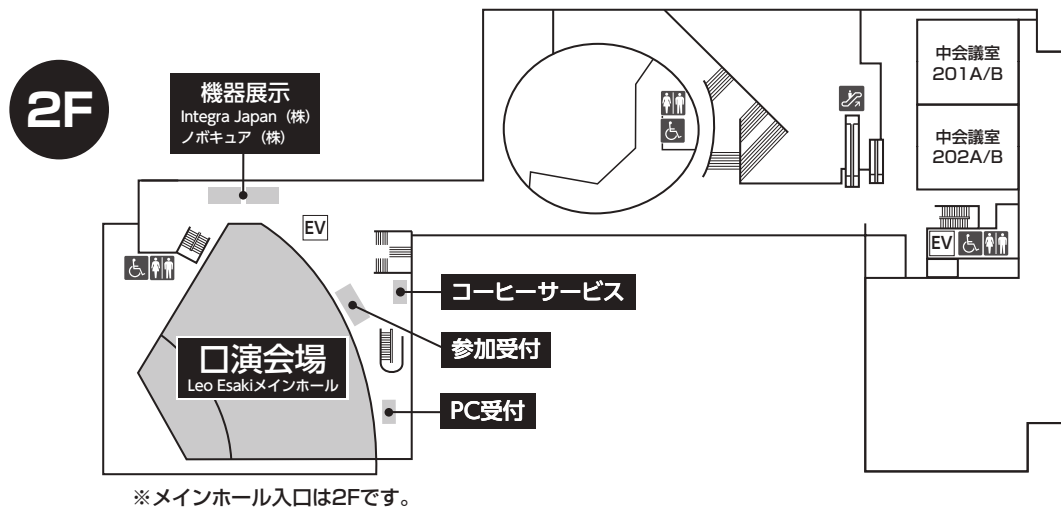 2F
機器展示
Integra Japan（株）
ノボキュア（株）
中会議室
201A/B
中会議室
202A/B
EV
EV
コーヒーサービス
参加受付
口演会場
Leo Esakiメインホール
PC受付
※メインホール入口は2Fです。